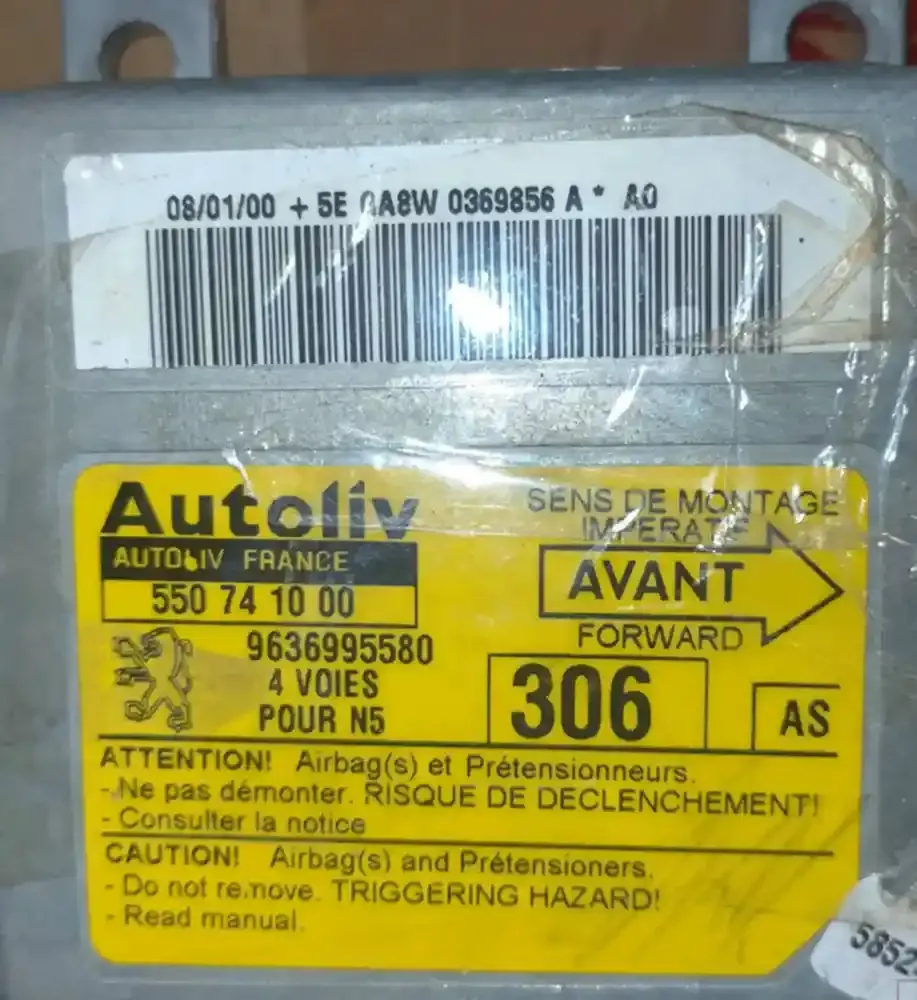 08/01/00 + 5E 0A8W 0369856 A * A0
Autoliv
AUTOLIV FRANCE
550 74 10 00
SENS DE MONTAGE
IMPERATIF
AVANT
FORWARD
9636995580
4 VOIES
POUR N5
306
AS
ATTENTION! Airbag(s) et Prétensionneurs.
- Ne pas démonter. RISQUE DE DECLENCHEMENT!
- Consulter la notice
CAUTION! Airbag(s) and Prétensioners.
- Do not remove. TRIGGERING HAZARD!
- Read manual.